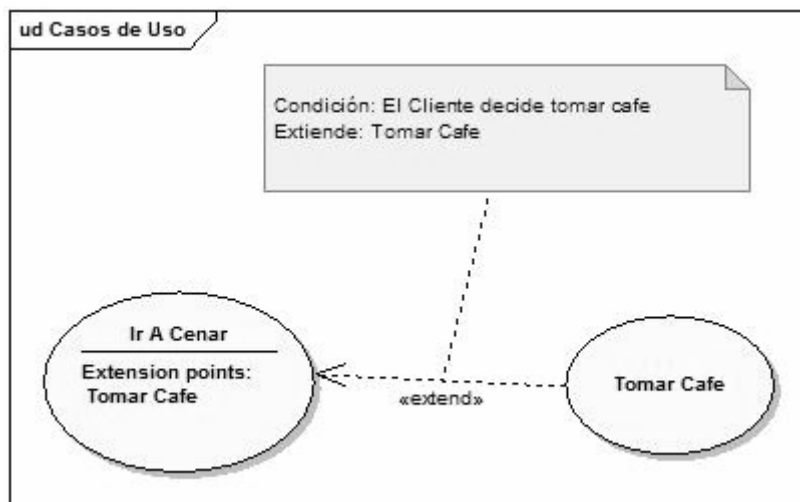 ud Casos de Uso
Condición: El Cliente decide tomar cafe
Extiende: Tomar Cafe
Ir A Cenar
Extension points:
Tomar Cafe
«extend»
Tomar Cafe